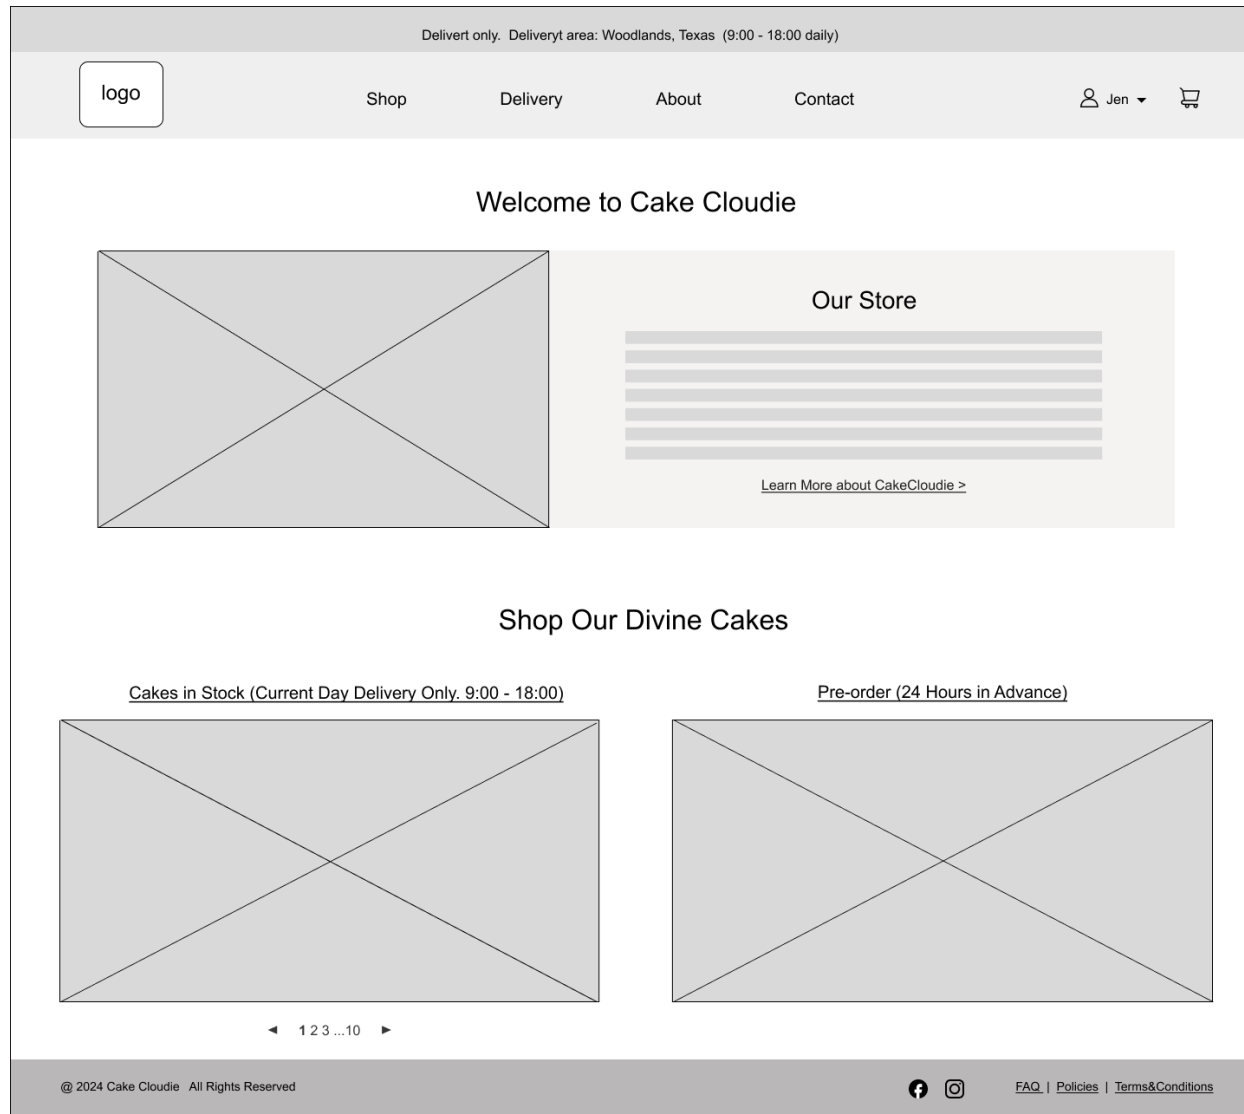 Delivert only.  Deliveryt area: Woodlands, Texas  (9:00 - 18:00 daily)
logo
Shop
Delivery
About
Contact
Jen
Welcome to Cake Cloudie
Our Store
Learn More about CakeCloudie >
Shop Our Divine Cakes
Cakes in Stock (Current Day Delivery Only. 9:00 - 18:00)
Pre-order (24 Hours in Advance)
1 2 3 ...10
@ 2024 Cake Cloudie   All Rights Reserved
FAQ | Policies | Terms&Conditions